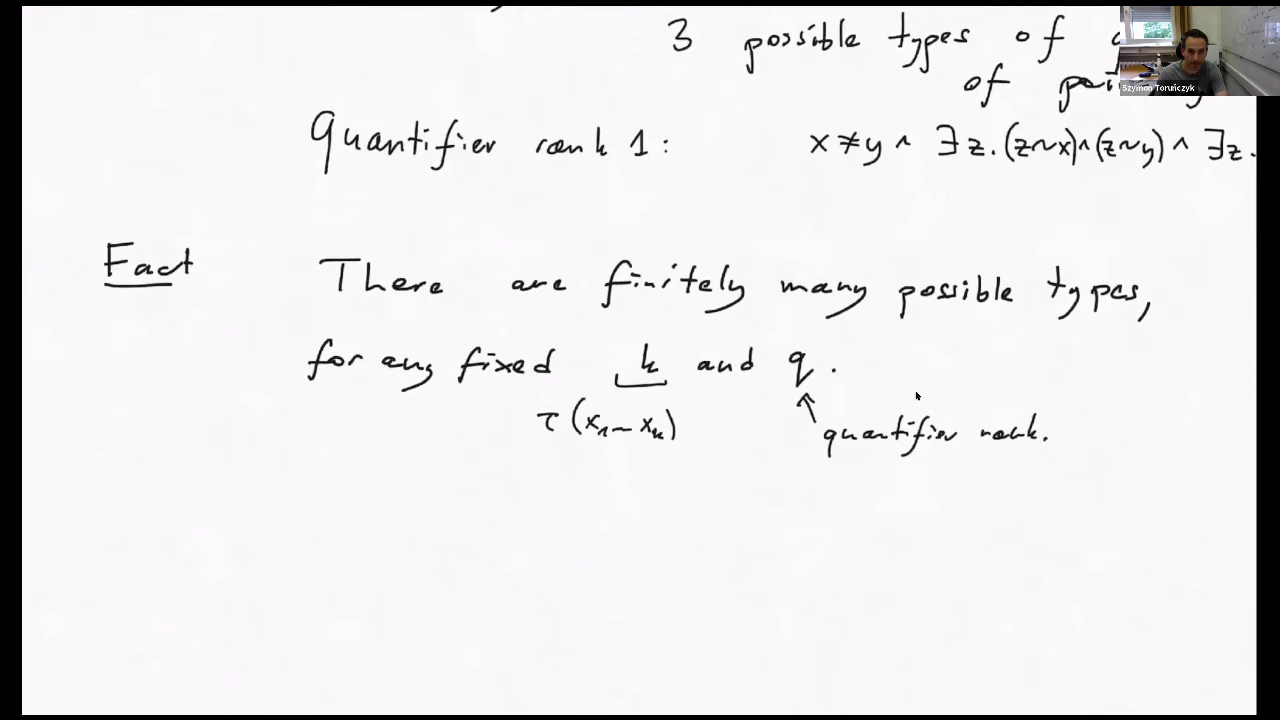 3 possible types of
of
Szymon Toruńczyk
Quantifier rank 1: x≠y ∧ ∃z.(z~x)∧(z~y) ∧ ∃z.
Fact There are finitely many possible types,
for any fixed k and q.
τ(x₁~xₖ) ↑ quantifier rank.